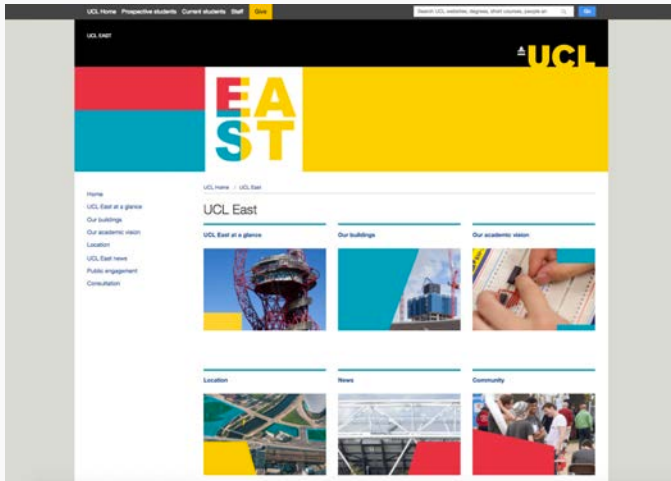 UCL Home Prospective students Current students Staff Give
Search UCL websites, degrees, short courses, people an
Go
UCL EAST
UCL
EA
ST
UCL Home / UCL East
Home
UCL East at a glance
Our buildings
Our academic vision
Location
UCL East news
Public engagement
Consultation
UCL East
UCL East at a glance
Our buildings
Our academic vision
Location
News
Community